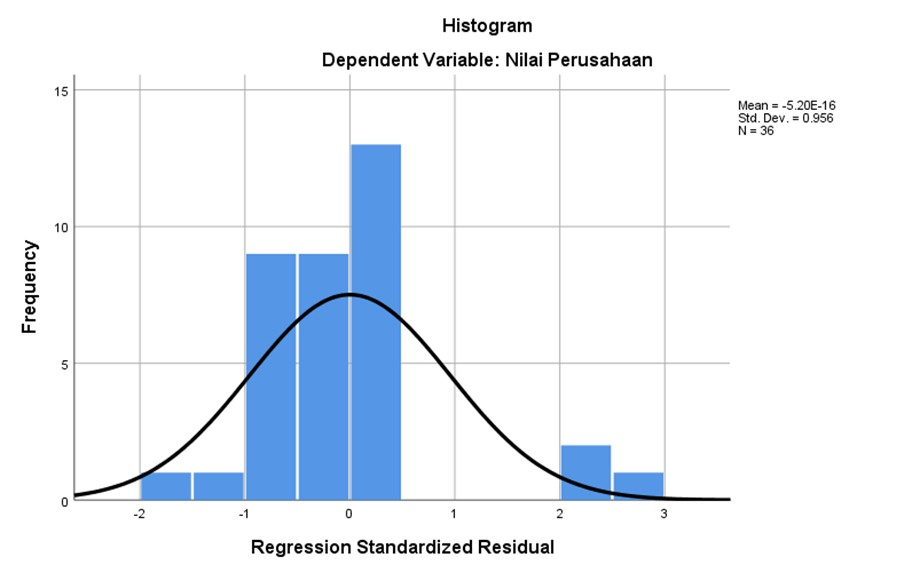 Histogram
Dependent Variable: Nilai Perusahaan
Mean = -5.20E-16
Std. Dev. = 0.956
N = 36
15
10
5
0
Frequency
-2 -1 0 1 2 3
Regression Standardized Residual